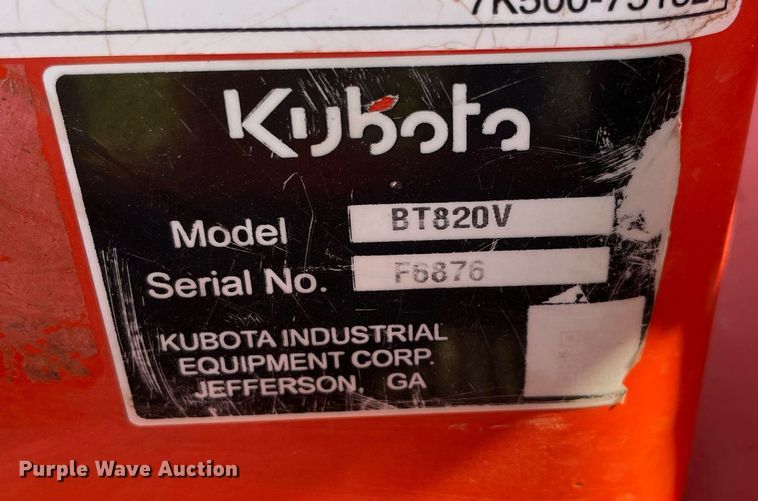 Kubota
Model BT820V
Serial No. F6876
KUBOTA INDUSTRIAL
EQUIPMENT CORP.
JEFFERSON, GA
Purple Wave Auction